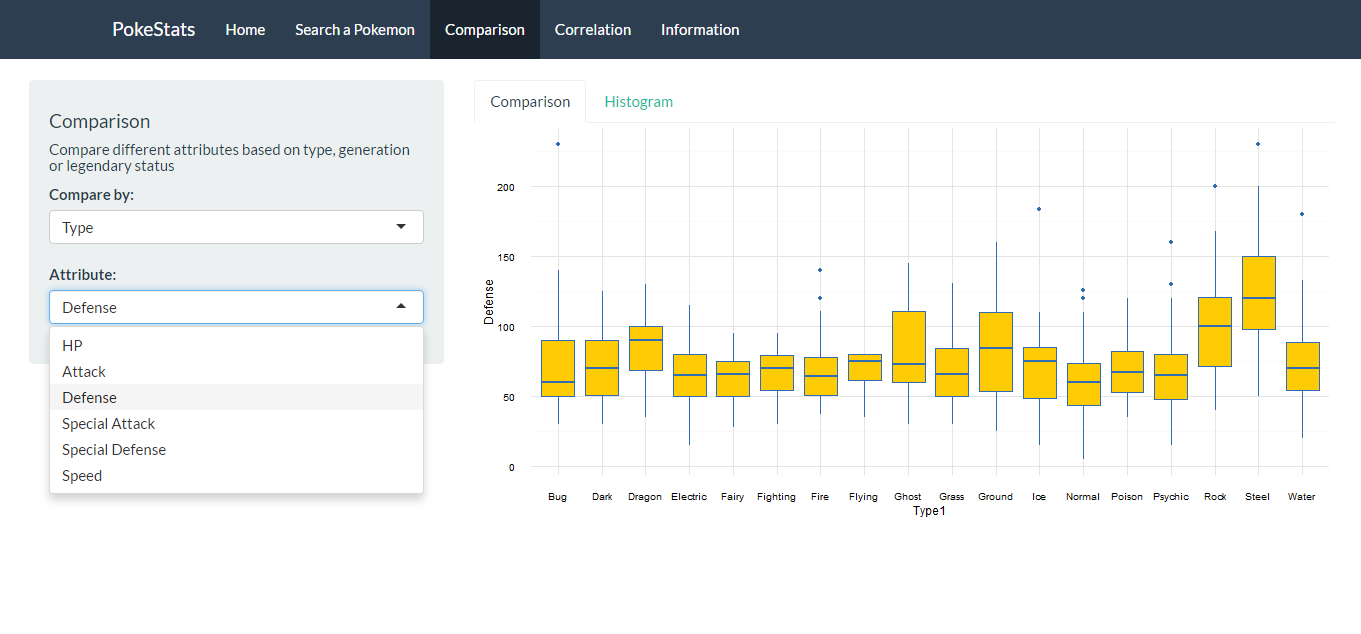 PokeStats Home Search a Pokemon Comparison Correlation Information
Comparison
Compare different attributes based on type, generation
or legendary status
Compare by:
Type
Attribute:
Defense
HP
Attack
Defense
Special Attack
Special Defense
Speed
Comparison Histogram
Defense
200
150
100
50
0
Bug Dark Dragon Electric Fairy Fighting Fire Flying Ghost Grass Ground Ice Normal Poison Psychic Rock Steel Water
Type1